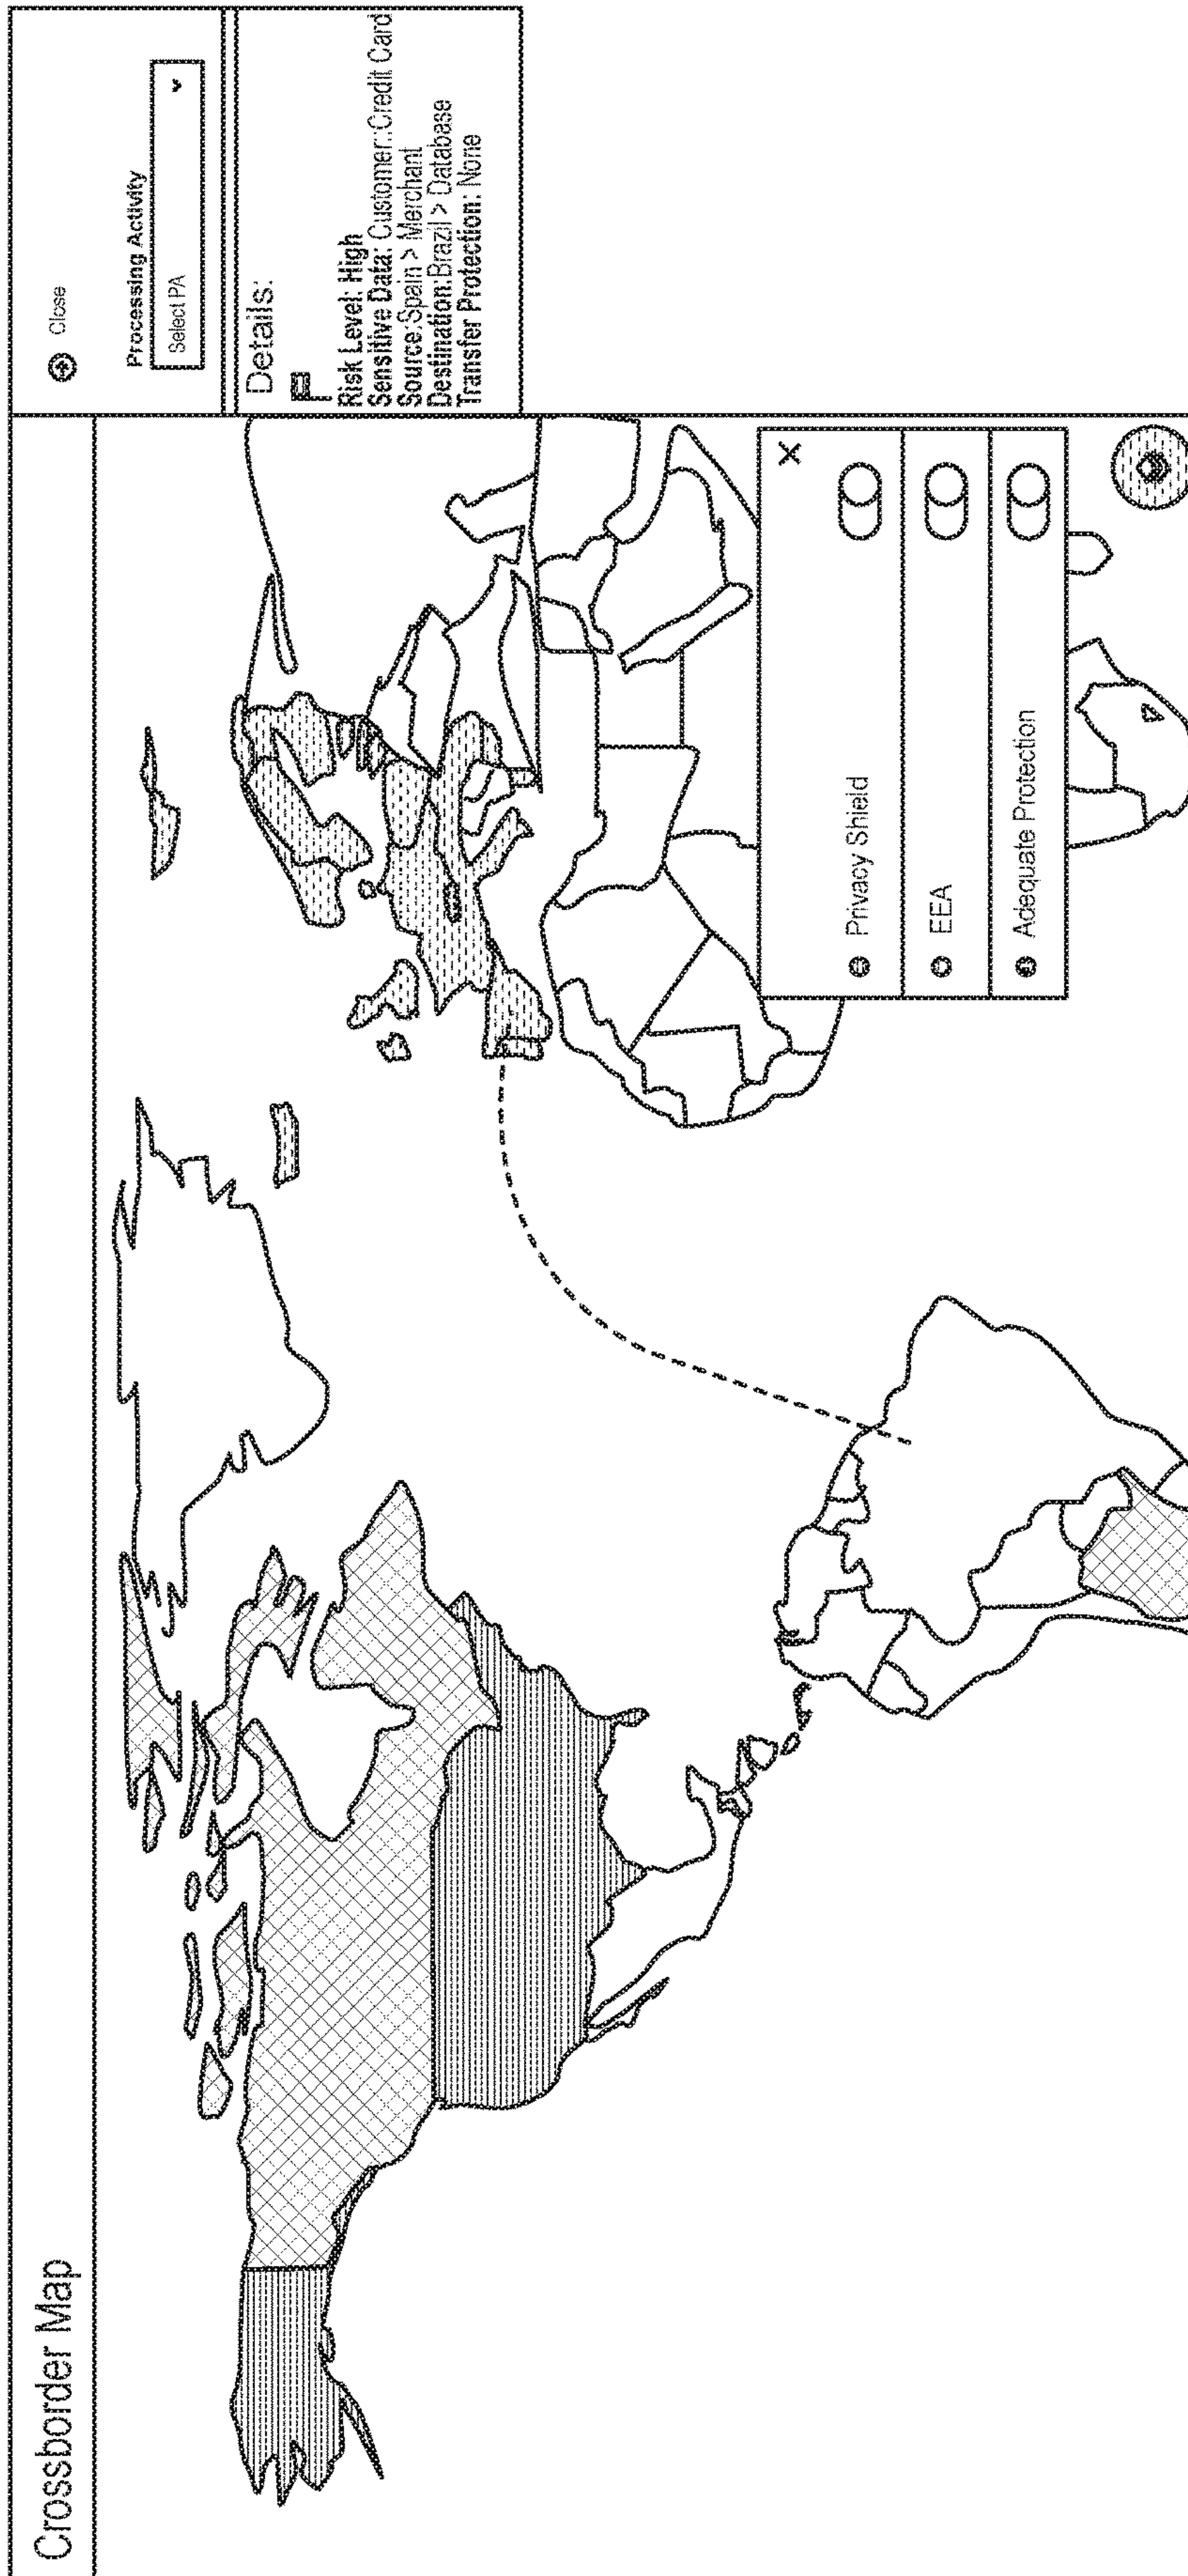 Crossborder Map
Close
Processing Activity
Select PA
Details:
Risk Level: High
Sensitive Data: Customer::Credit Card
Source:Spain > Merchant
Destination:Brazil > Database
Transfer Protection: None
X
Privacy Shield
EEA
Adequate Protection